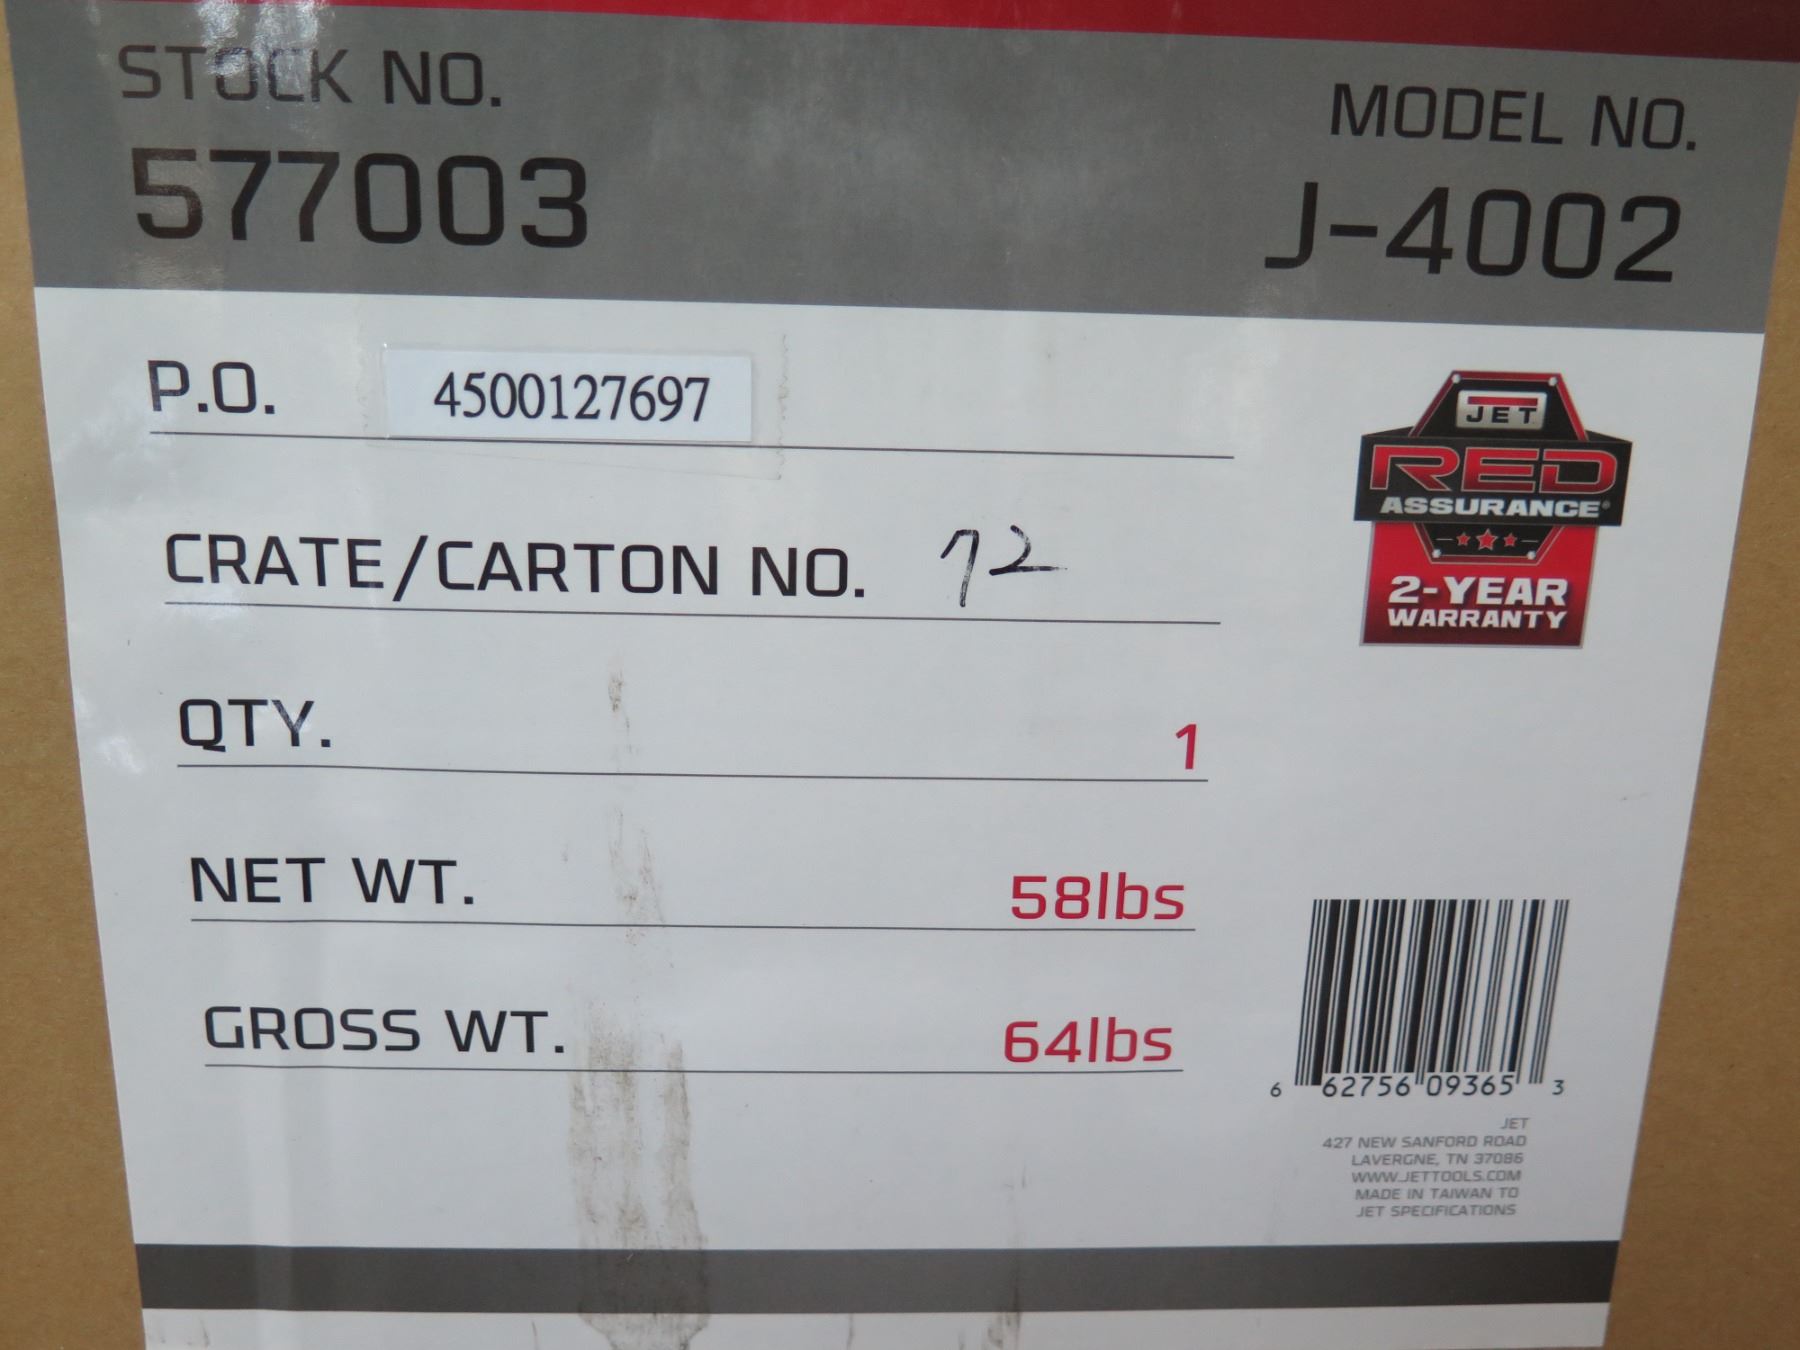 STOCK NO.
577003
MODEL NO.
J-4002
P.O. 4500127697
CRATE/CARTON NO. 72
QTY. 1
NET WT. 58lbs
GROSS WT. 64lbs
JET
RED
ASSURANCE®
2-YEAR
WARRANTY
6 62756 09365 3
JET
427 NEW SANFORD ROAD
LAVERGNE, TN 37086
WWW.JETTOOLS.COM
MADE IN TAIWAN TO
JET SPECIFICATIONS